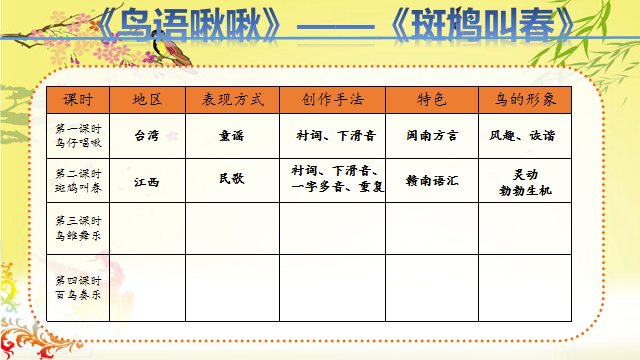 《鸟语啾啾》——《斑鸠叫春》
课时 地区 表现方式 创作手法 特色 鸟的形象
第一课时
鸟仔唱啾 台湾 童谣 衬词、下滑音 闽南方言 风趣、诙谐
第二课时
斑鸠叫春 江西 民歌 衬词、下滑音、
一字多音、重复 赣南语汇 灵动
勃勃生机
第三课时
鸟雏舞乐
第四课时
百鸟奏乐